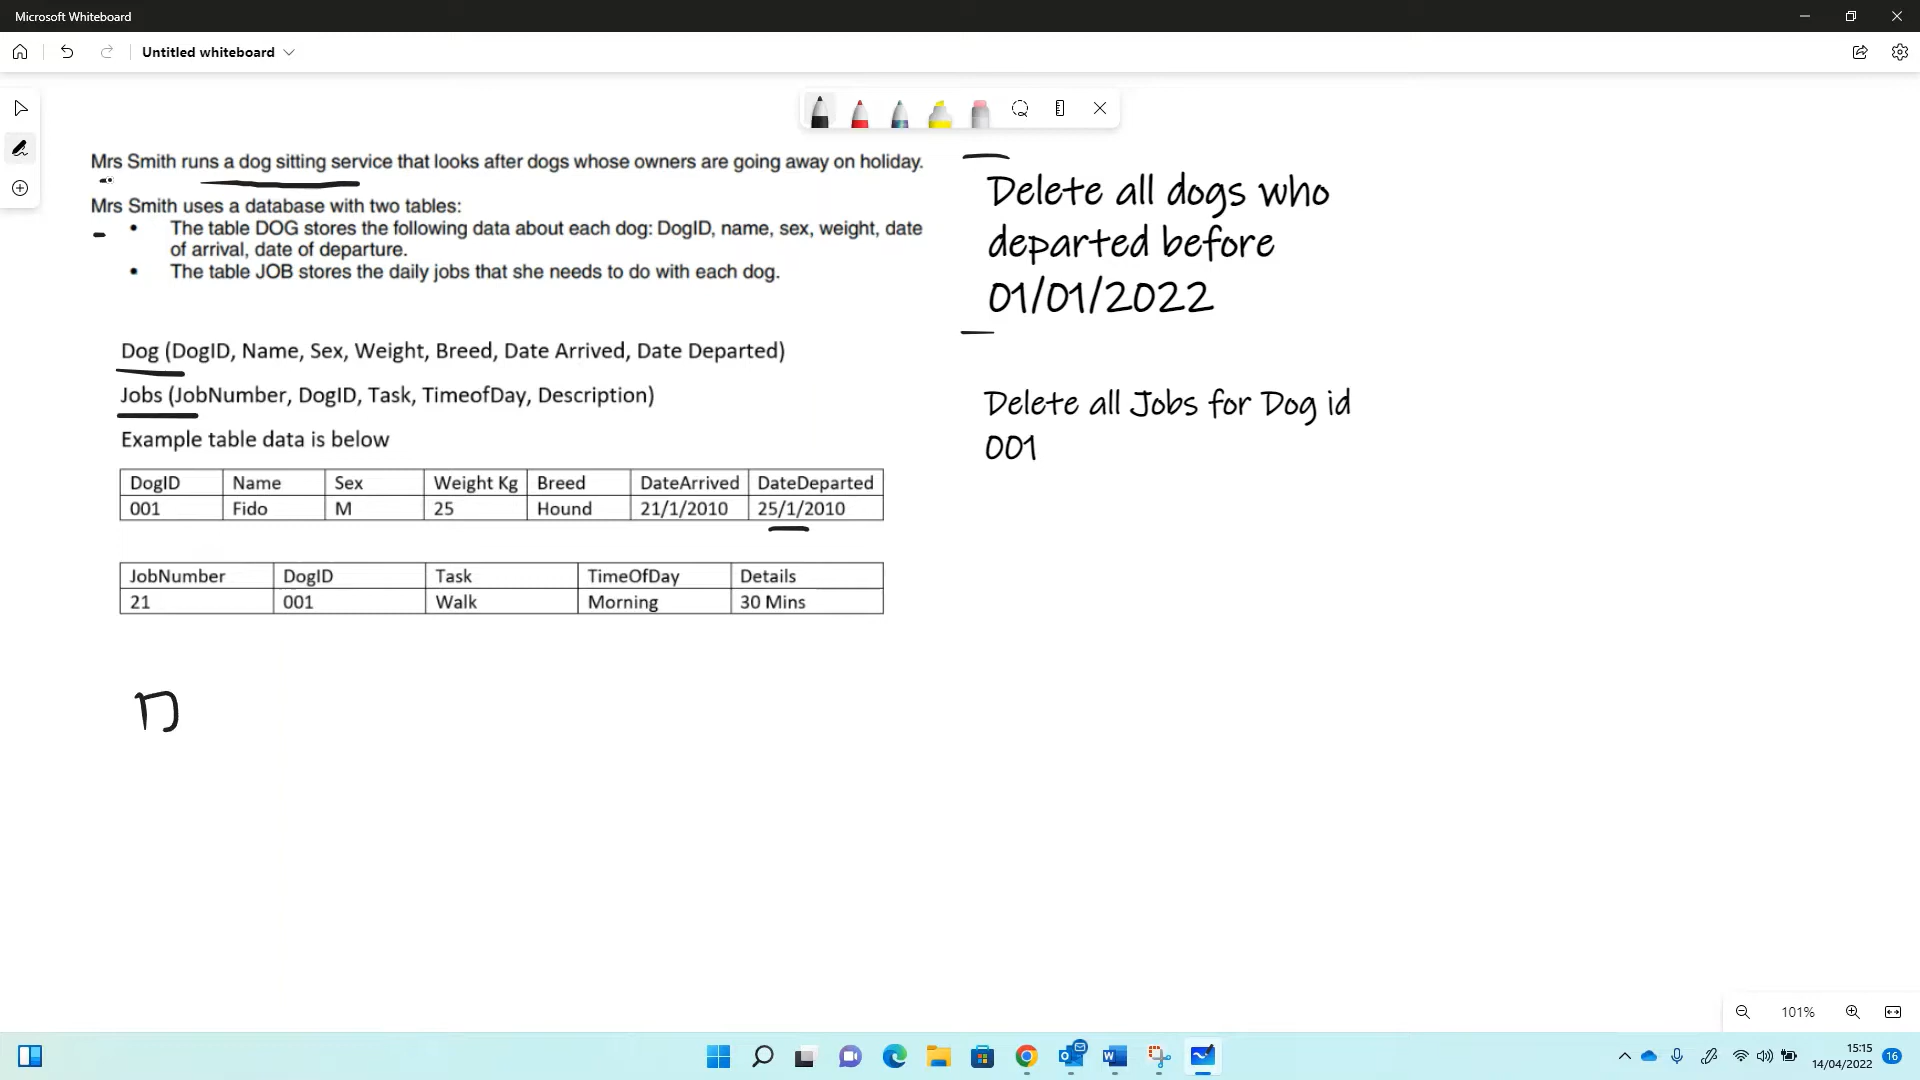 Microsoft Whiteboard
Untitled whiteboard
Mrs Smith runs a dog sitting service that looks after dogs whose owners are going away on holiday.
Mrs Smith uses a database with two tables:
• The table DOG stores the following data about each dog: DogID, name, sex, weight, date
of arrival, date of departure.
• The table JOB stores the daily jobs that she needs to do with each dog.
Dog (DogID, Name, Sex, Weight, Breed, Date Arrived, Date Departed)
Jobs (JobNumber, DogID, Task, TimeofDay, Description)
Example table data is below
DogID Name Sex Weight Kg Breed DateArrived DateDeparted
001 Fido M 25 Hound 21/1/2010 25/1/2010
JobNumber DogID Task TimeOfDay Details
21 001 Walk Morning 30 Mins
Delete all dogs who
departed before
01/01/2022
Delete all Jobs for Dog id
001
101%
15:15
14/04/2022
16